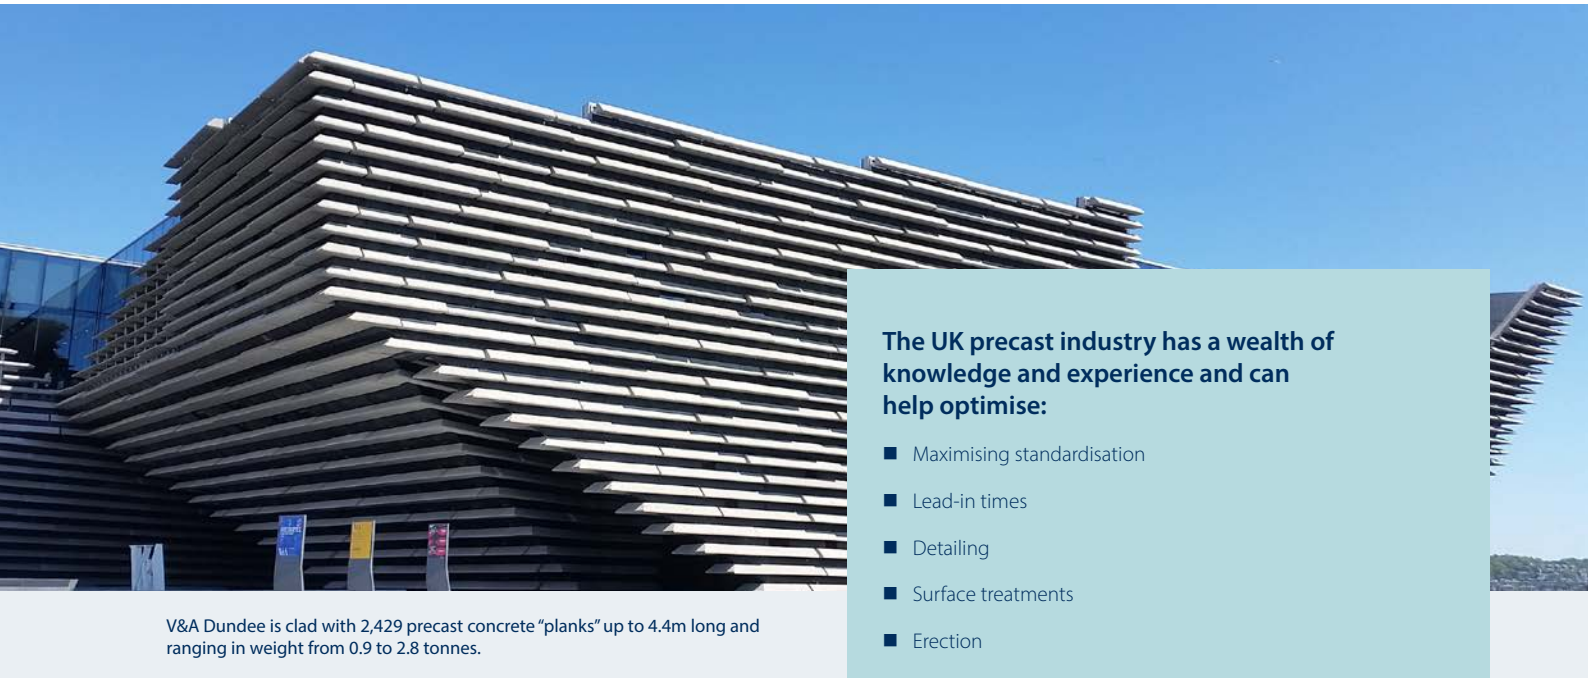 The UK precast industry has a wealth of
knowledge and experience and can
help optimise:
■ Maximising standardisation
■ Lead-in times
■ Detailing
■ Surface treatments
■ Erection
V&A Dundee is clad with 2,429 precast concrete “planks” up to 4.4m long and
ranging in weight from 0.9 to 2.8 tonnes.